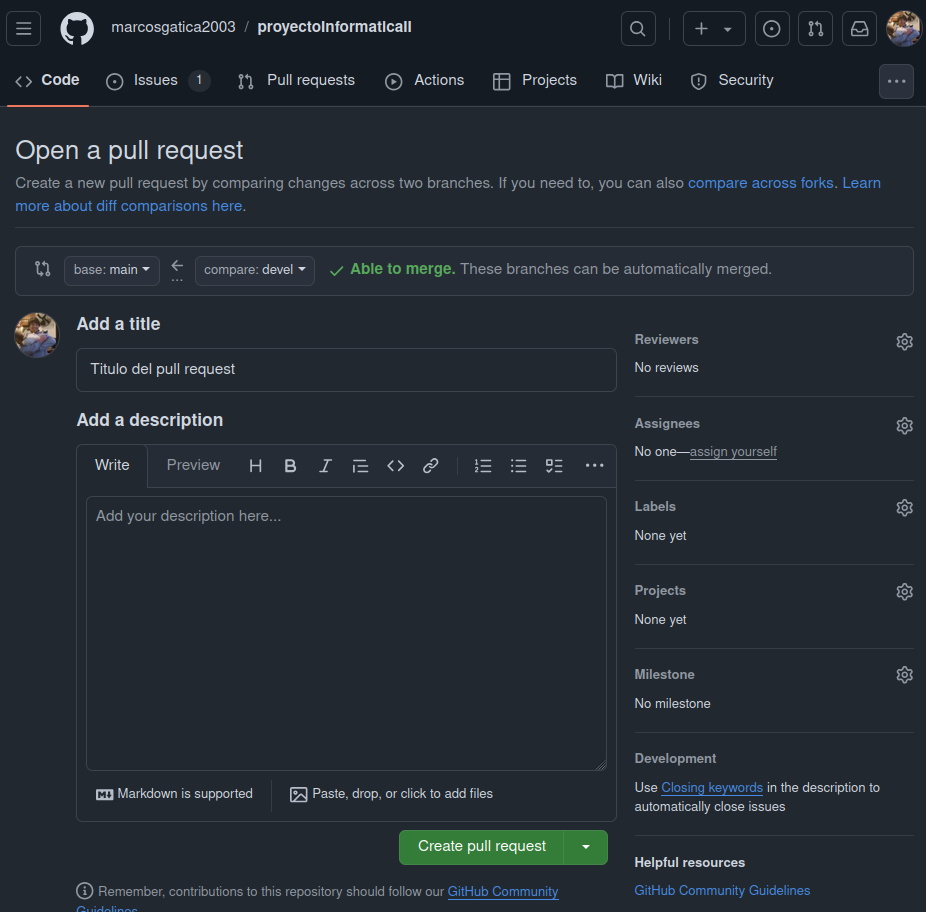 marcosgatica2003 / proyectoInformaticaII
Code Issues 1 Pull requests Actions Projects Wiki Security
Open a pull request
Create a new pull request by comparing changes across two branches. If you need to, you can also compare across forks. Learn
more about diff comparisons here.
base: main compare: devel Able to merge. These branches can be automatically merged.
Add a title
Titulo del pull request
Add a description
Write Preview
Add your description here...
Markdown is supported
Paste, drop, or click to add files
Create pull request
Remember, contributions to this repository should follow our GitHub Community
Guidelines.
Reviewers
No reviews
Assignees
No one—assign yourself
Labels
None yet
Projects
None yet
Milestone
No milestone
Development
Use Closing keywords in the description to
automatically close issues
Helpful resources
GitHub Community Guidelines